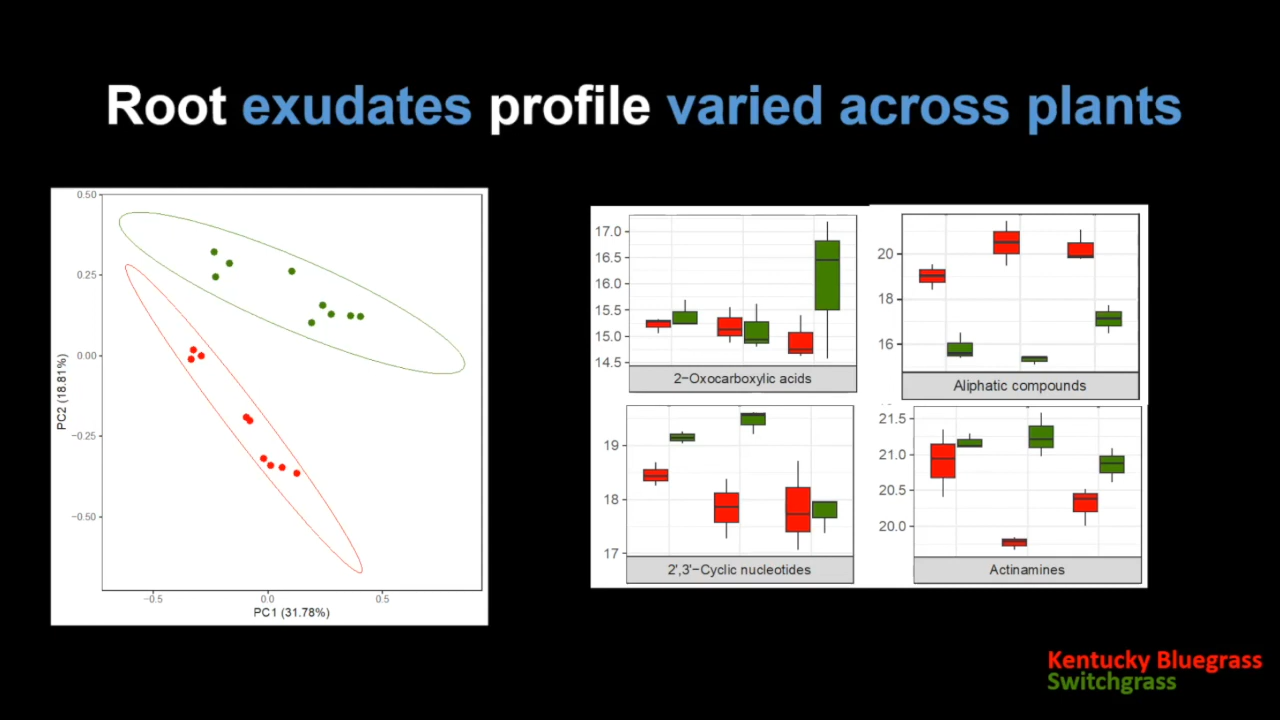 Root exudates profile varied across plants
0.50
0.25
0.00
−0.25
−0.50
PC2 (18.81%)
−0.5 0.0 0.5
PC1 (31.78%)
17.0
16.5
16.0
15.5
15.0
14.5
2−Oxocarboxylic acids
20
18
16
Aliphatic compounds
19
18
17
2',3'−Cyclic nucleotides
21.5
21.0
20.5
20.0
Actinamines
Kentucky Bluegrass
Switchgrass